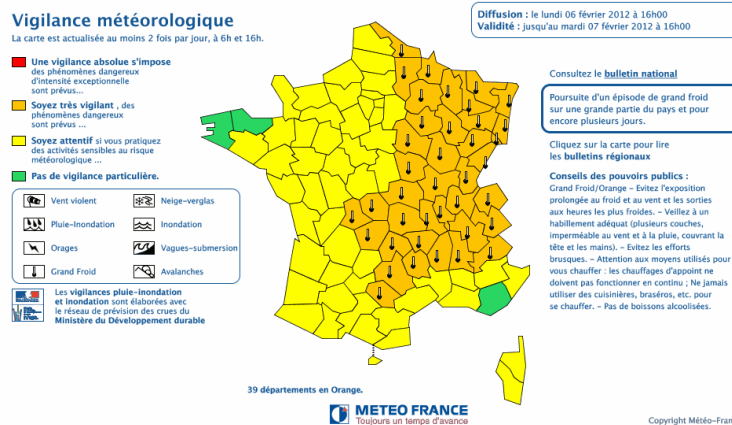 Vigilance météorologique
La carte est actualisée au moins 2 fois par jour, à 6h et 16h.
Une vigilance absolue s'impose
des phénomènes dangereux
d'intensité exceptionnelle
sont prévus...
Soyez très vigilant , des
phénomènes dangereux
sont prévus ...
Soyez attentif si vous pratiquez
des activités sensibles au risque
météorologique ...
Pas de vigilance particulière.
Vent violent
Neige-verglas
Pluie-Inondation
Inondation
Orages
Vagues-submersion
Grand Froid
Avalanches
Les vigilances pluie-inondation
et inondation sont élaborées avec
le réseau de prévision des crues du
Ministère du Développement durable
39 départements en Orange.
METEO FRANCE
Toujours un temps d'avance
Diffusion : le lundi 06 février 2012 à 16h00
Validité : jusqu'au mardi 07 février 2012 à 16h00
Consultez le bulletin national
Poursuite d'un épisode de grand froid
sur une grande partie du pays et pour
encore plusieurs jours.
Cliquez sur la carte pour lire
les bulletins régionaux
Conseils des pouvoirs publics :
Grand Froid/Orange – Evitez l'exposition
prolongée au froid et au vent et les sorties
aux heures les plus froides. – Veillez à un
habillement adéquat (plusieurs couches,
imperméable au vent et à la pluie, couvrant la
tête et les mains). – Evitez les efforts
brusques. – Attention aux moyens utilisés pour
vous chauffer : les chauffages d'appoint ne
doivent pas fonctionner en continu ; Ne jamais
utiliser des cuisinières, braséros, etc. pour
se chauffer. – Pas de boissons alcoolisées.
Copyright Météo-Fran